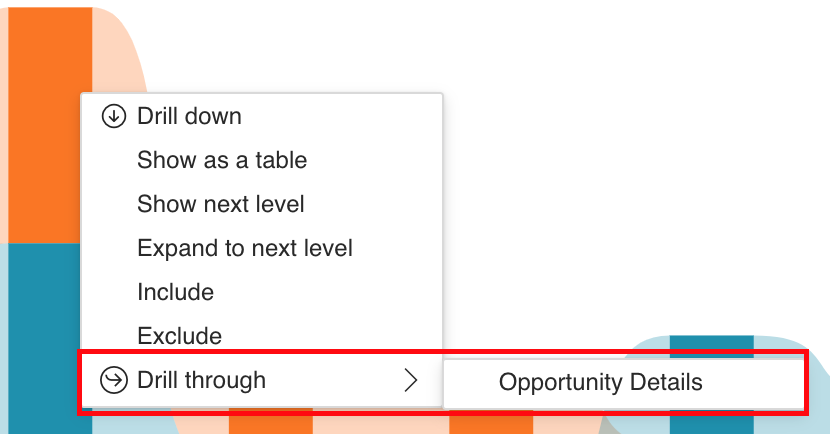 Drill down
Show as a table
Show next level
Expand to next level
Include
Exclude
Drill through
Opportunity Details